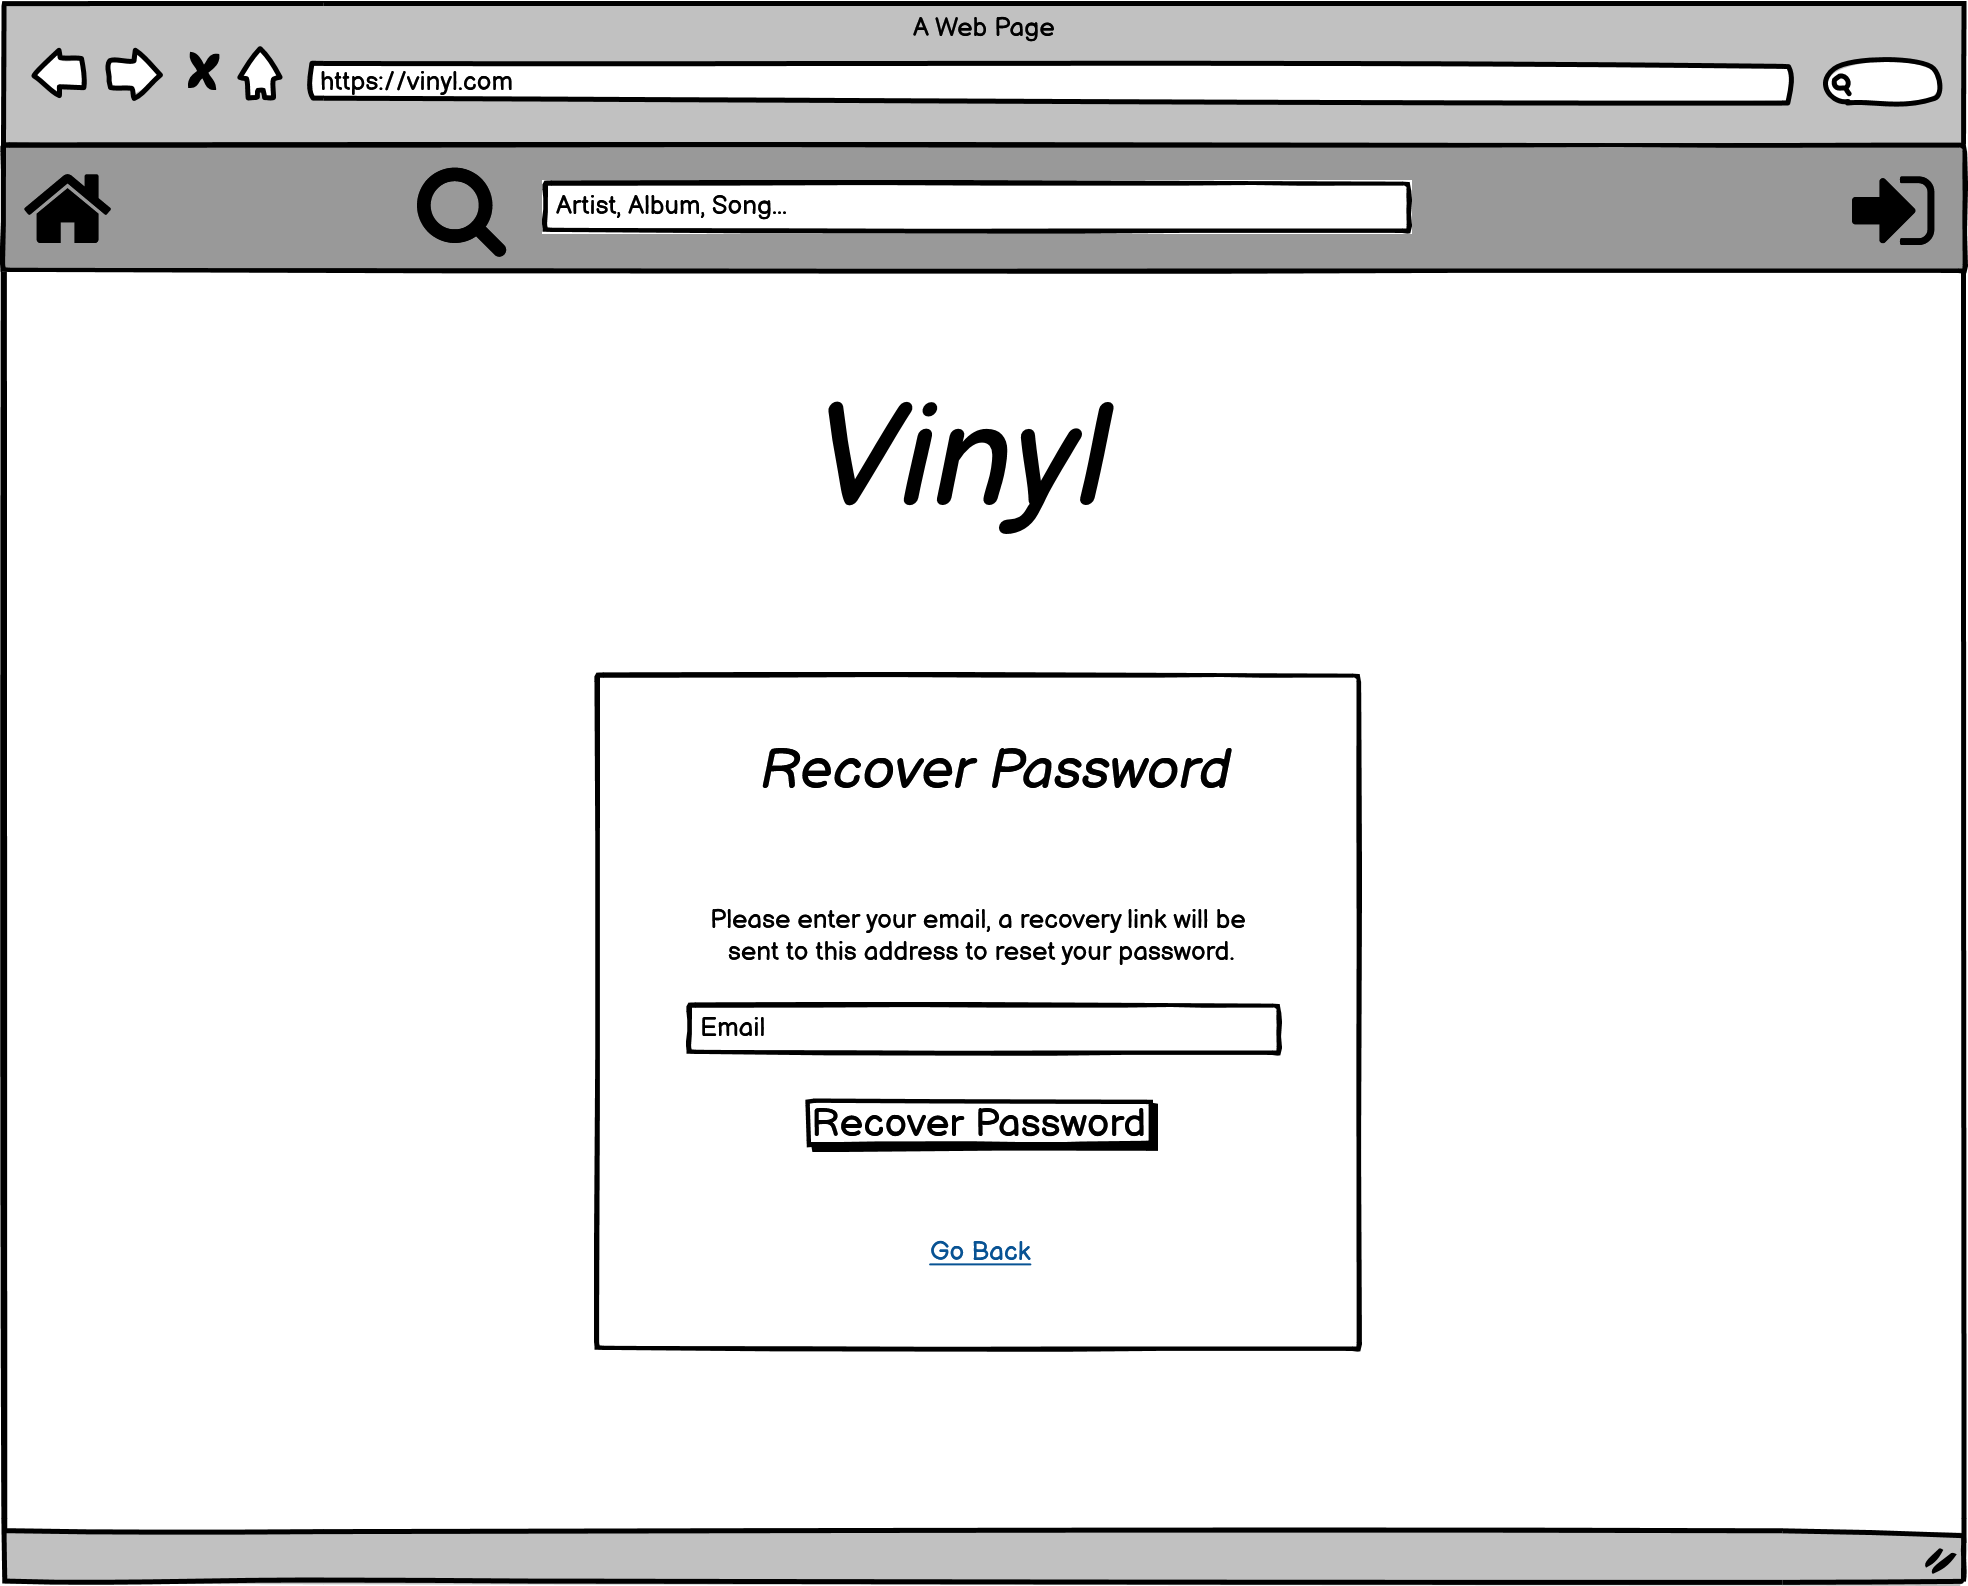 A Web Page
https://vinyl.com
Artist, Album, Song...
Vinyl
Recover Password
Please enter your email, a recovery link will be
sent to this address to reset your password.
Email
Recover Password
Go Back